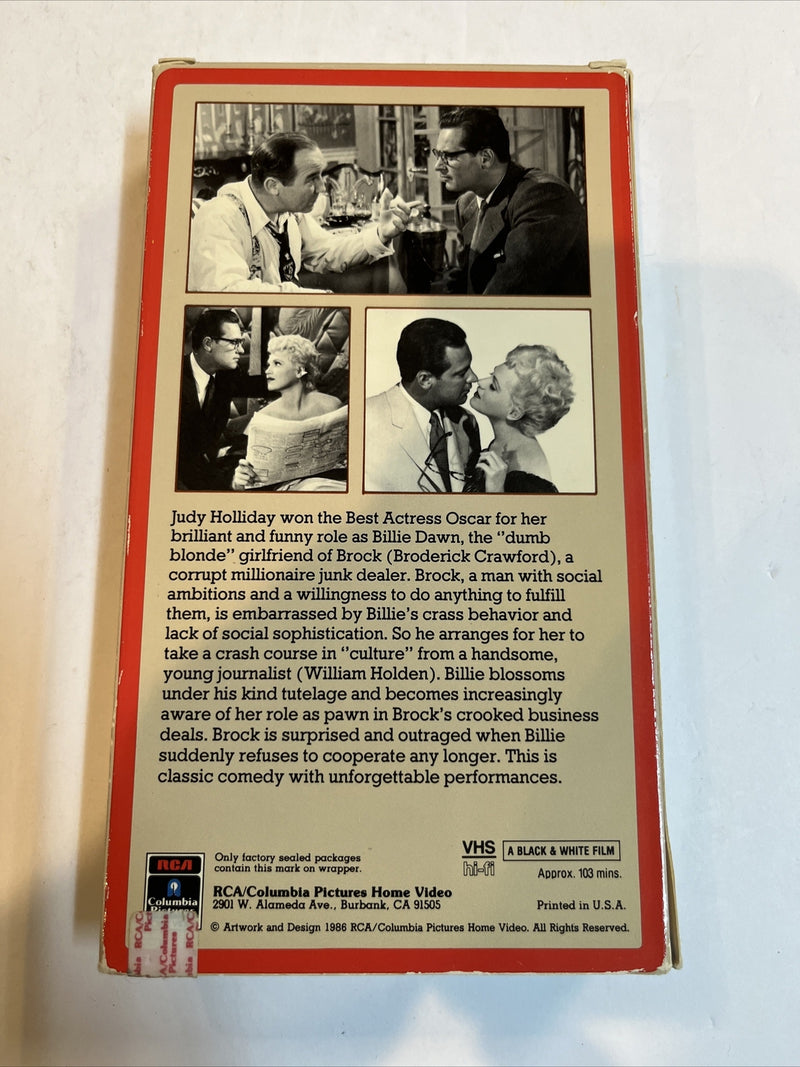 Judy Holliday won the Best Actress Oscar for her
brilliant and funny role as Billie Dawn, the "dumb
blonde" girlfriend of Brock (Broderick Crawford), a
corrupt millionaire junk dealer. Brock, a man with social
ambitions and a willingness to do anything to fulfill
them, is embarrassed by Billie's crass behavior and
lack of social sophistication. So he arranges for her to
take a crash course in "culture" from a handsome,
young journalist (William Holden). Billie blossoms
under his kind tutelage and becomes increasingly
aware of her role as pawn in Brock's crooked business
deals. Brock is surprised and outraged when Billie
suddenly refuses to cooperate any longer. This is
classic comedy with unforgettable performances.
RCA
Columbia
Pictures
Only factory sealed packages
contain this mark on wrapper.
RCA/Columbia Pictures Home Video
2901 W. Alameda Ave., Burbank, CA 91505
VHS
hi-fi
A BLACK & WHITE FILM
Approx. 103 mins.
Printed in U.S.A.
© Artwork and Design 1986 RCA/Columbia Pictures Home Video. All Rights Reserved.
bia RCA/C
Pict
A/Columbia
Pictures
bia RCA/C